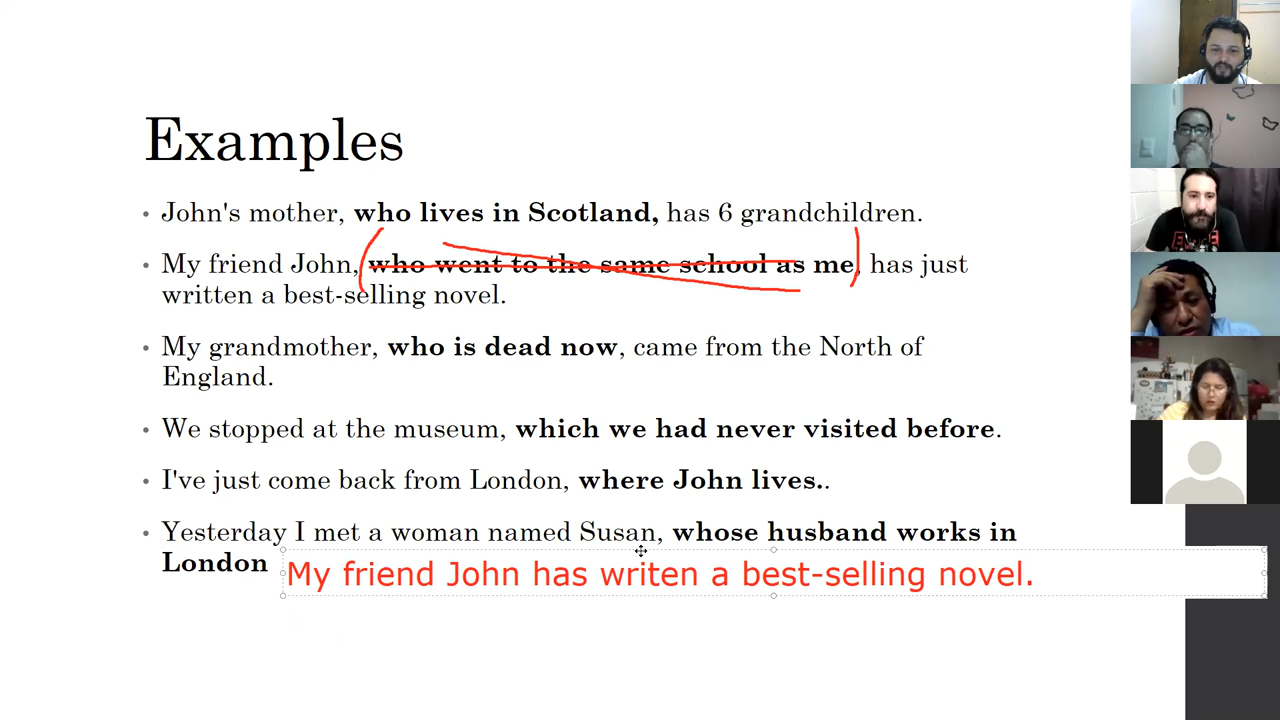 Examples
• John's mother, who lives in Scotland, has 6 grandchildren.
• My friend John, who went to the same school as me, has just
written a best-selling novel.
• My grandmother, who is dead now, came from the North of
England.
• We stopped at the museum, which we had never visited before.
• I've just come back from London, where John lives..
• Yesterday I met a woman named Susan, whose husband works in
London
My friend John has writen a best-selling novel.